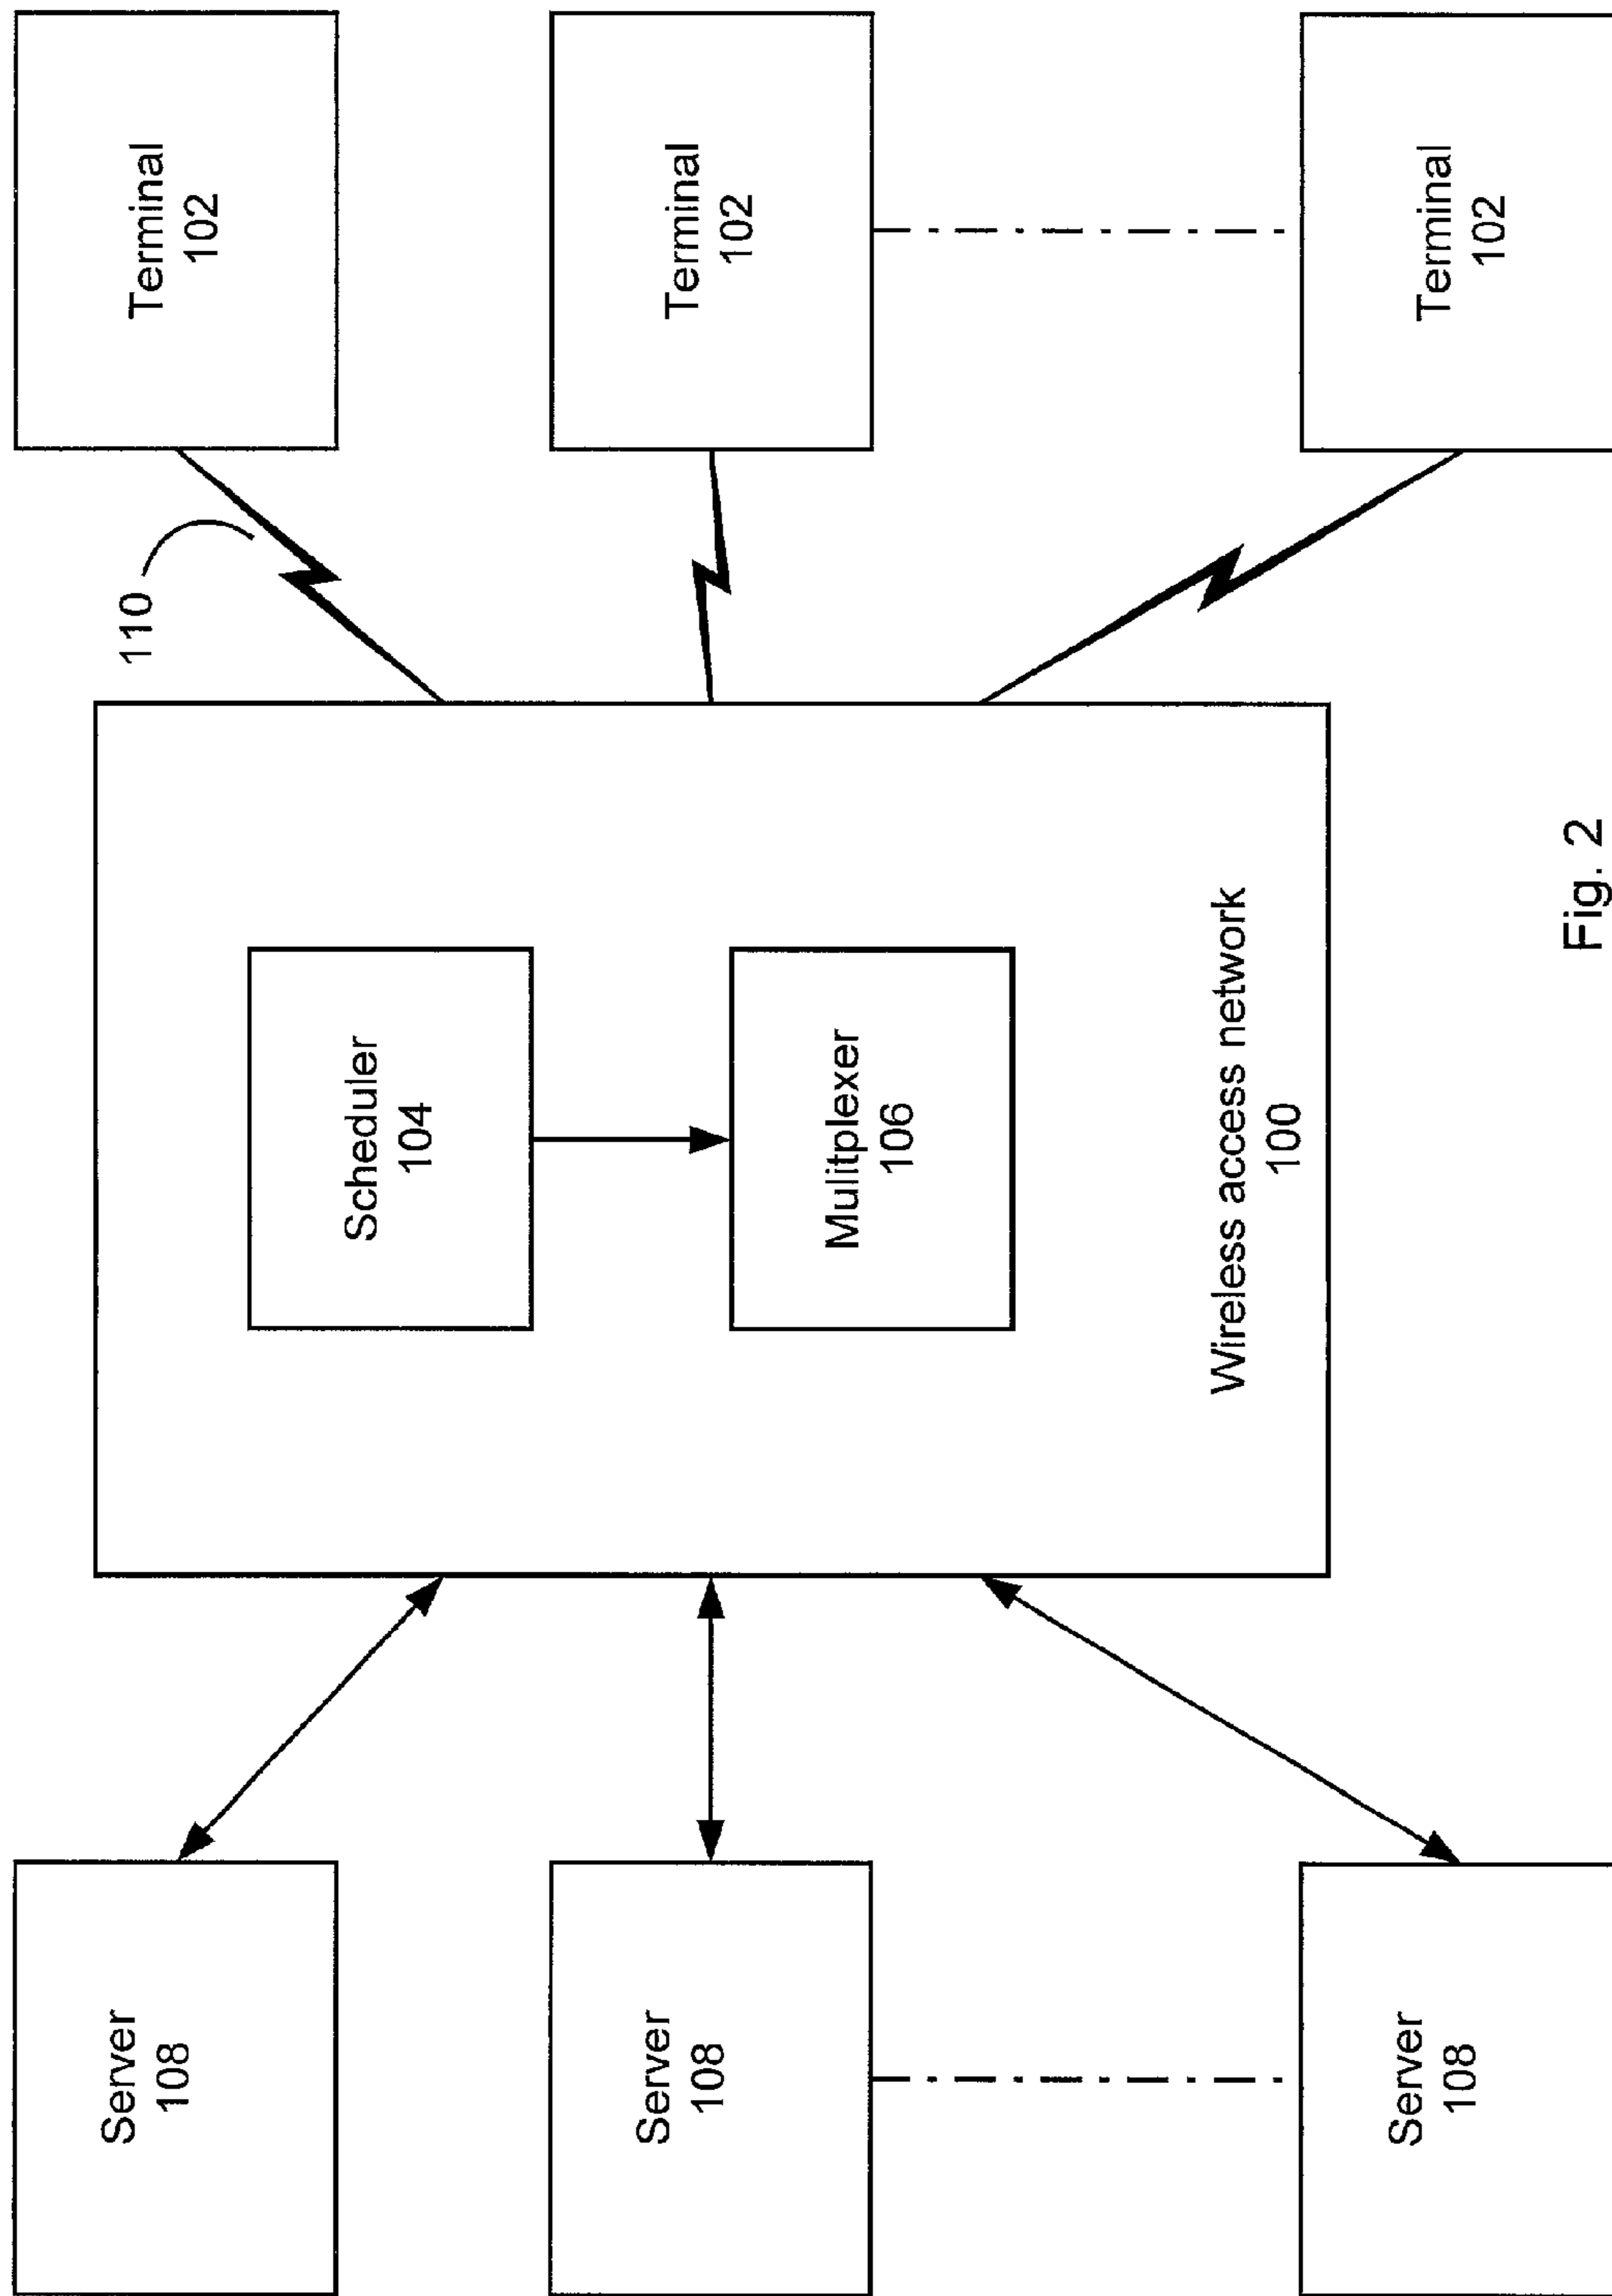 Server
108
Server
108
Server
108
Scheduler
104
Mulitplexer
106
Wireless access network
100
110
Terminal
102
Terminal
102
Terminal
102
Fig. 2